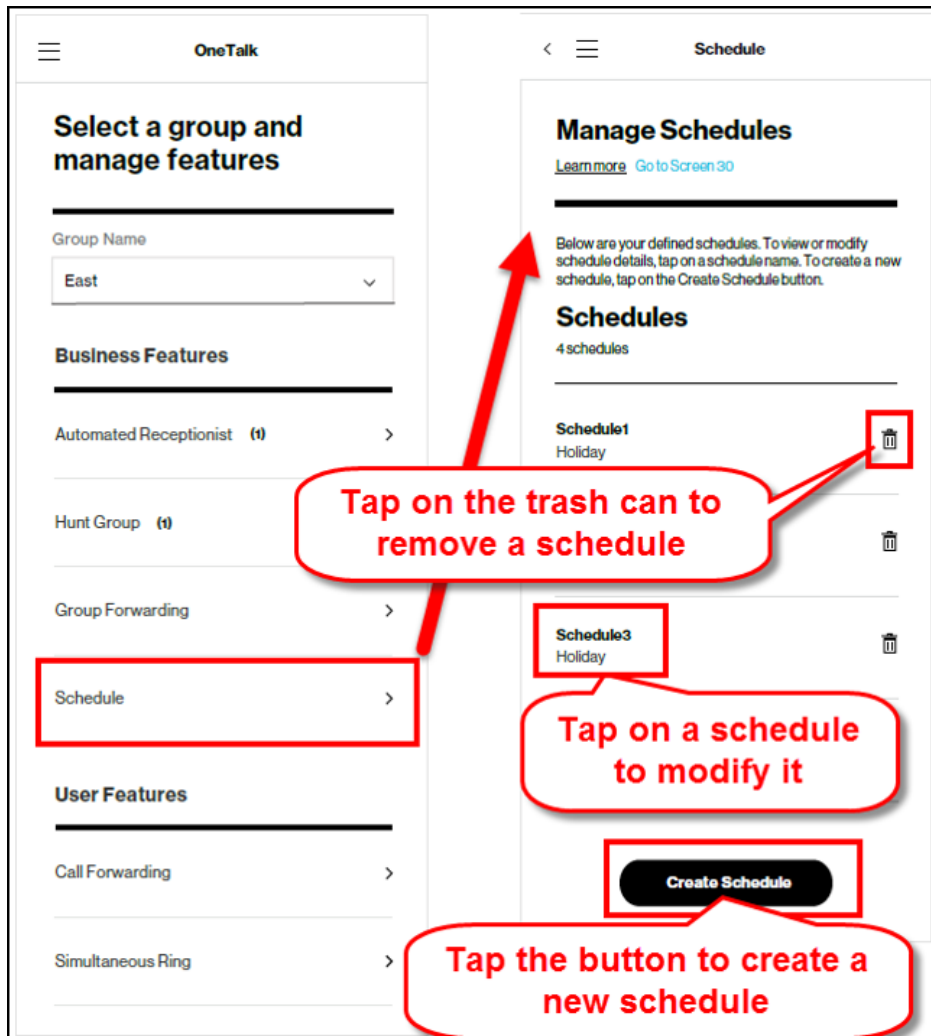 OneTalk
Select a group and
manage features
Group Name
East
Business Features
Automated Receptionist (1)
Hunt Group (1)
Group Forwarding
Schedule
User Features
Call Forwarding
Simultaneous Ring
Schedule
Manage Schedules
Learn more Go to Screen 30
Below are your defined schedules. To view or modify
schedule details, tap on a schedule name. To create a new
schedule, tap on the Create Schedule button.
Schedules
4 schedules
Schedule1
Holiday
Tap on the trash can to
remove a schedule
Schedule3
Holiday
Tap on a schedule
to modify it
Create Schedule
Tap the button to create a
new schedule